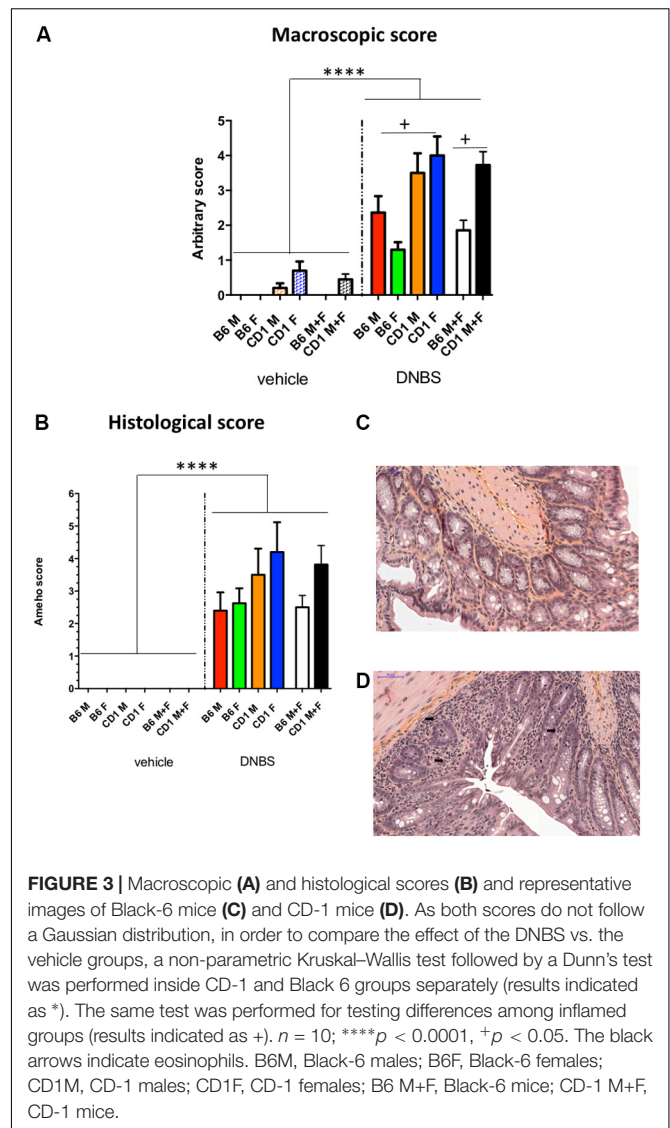 A
Macroscopic score
****
+
+
Arbitrary score
5
4
3
2
1
0
B6 M
B6 F
CD1 M
CD1 F
B6 M+F
CD1 M+F
B6 M
B6 F
CD1 M
CD1 F
B6 M+F
CD1 M+F
vehicle
DNBS
B
Histological score
****
Ameho score
6
5
4
3
2
1
0
B6 M
B6 F
CD1 M
CD1 F
B6 M+F
CD1 M+F
B6 M
B6 F
CD1 M
CD1 F
B6 M+F
CD1 M+F
vehicle
DNBS
C
D
FIGURE 3 | Macroscopic (A) and histological scores (B) and representative
images of Black-6 mice (C) and CD-1 mice (D). As both scores do not follow
a Gaussian distribution, in order to compare the effect of the DNBS vs. the
vehicle groups, a non-parametric Kruskal–Wallis test followed by a Dunn's test
was performed inside CD-1 and Black 6 groups separately (results indicated
as *). The same test was performed for testing differences among inflamed
groups (results indicated as +). n = 10; ****p < 0.0001, +p < 0.05. The black
arrows indicate eosinophils. B6M, Black-6 males; B6F, Black-6 females;
CD1M, CD-1 males; CD1F, CD-1 females; B6 M+F, Black-6 mice; CD-1 M+F,
CD-1 mice.